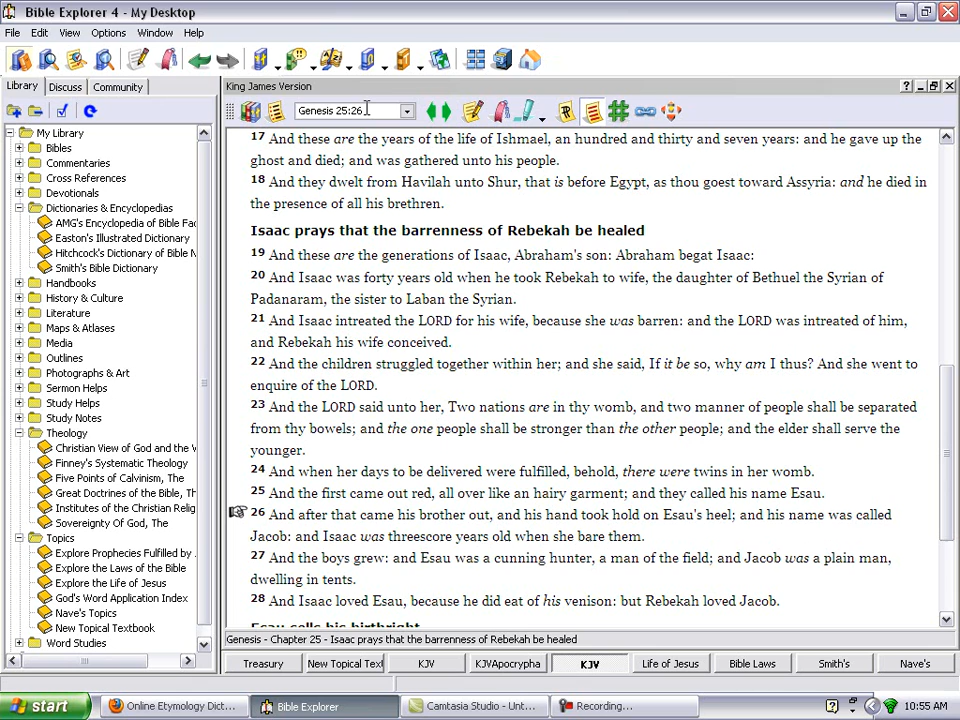 Bible Explorer 4 - My Desktop
File Edit View Options Window Help
Library Discuss Community
King James Version
Genesis 25:26
My Library
Bibles
Commentaries
Cross References
Devotionals
Dictionaries & Encyclopedias
AMG's Encyclopedia of Bible Fac
Easton's Illustrated Dictionary
Hitchcock's Dictionary of Bible N
Smith's Bible Dictionary
Handbooks
History & Culture
Literature
Maps & Atlases
Media
Outlines
Photographs & Art
Sermon Helps
Study Helps
Study Notes
Theology
Christian View of God and the V
Finney's Systematic Theology
Five Points of Calvinism, The
Great Doctrines of the Bible, Th
Institutes of the Christian Relig
Sovereignty Of God, The
Topics
Explore Prophecies Fulfilled by
Explore the Laws of the Bible
Explore the Life of Jesus
God's Word Application Index
Nave's Topics
New Topical Textbook
Word Studies
17 And these are the years of the life of Ishmael, an hundred and thirty and seven years: and he gave up the
ghost and died; and was gathered unto his people.
18 And they dwelt from Havilah unto Shur, that is before Egypt, as thou goest toward Assyria: and he died in
the presence of all his brethren.
Isaac prays that the barrenness of Rebekah be healed
19 And these are the generations of Isaac, Abraham's son: Abraham begat Isaac:
20 And Isaac was forty years old when he took Rebekah to wife, the daughter of Bethuel the Syrian of
Padanaram, the sister to Laban the Syrian.
21 And Isaac intreated the LORD for his wife, because she was barren: and the LORD was intreated of him,
and Rebekah his wife conceived.
22 And the children struggled together within her; and she said, If it be so, why am I thus? And she went to
enquire of the LORD.
23 And the LORD said unto her, Two nations are in thy womb, and two manner of people shall be separated
from thy bowels; and the one people shall be stronger than the other people; and the elder shall serve the
younger.
24 And when her days to be delivered were fulfilled, behold, there were twins in her womb.
25 And the first came out red, all over like an hairy garment; and they called his name Esau.
26 And after that came his brother out, and his hand took hold on Esau's heel; and his name was called
Jacob: and Isaac was threescore years old when she bare them.
27 And the boys grew: and Esau was a cunning hunter, a man of the field; and Jacob was a plain man,
dwelling in tents.
28 And Isaac loved Esau, because he did eat of his venison: but Rebekah loved Jacob.
Esau sells his birthright
Genesis - Chapter 25 - Isaac prays that the barrenness of Rebekah be healed
Treasury New Topical Text KJV KJVApocrypha KJV Life of Jesus Bible Laws Smith's Nave's
start Online Etymology Dict... Bible Explorer Camtasia Studio - Unt... Recording... 10:55 AM